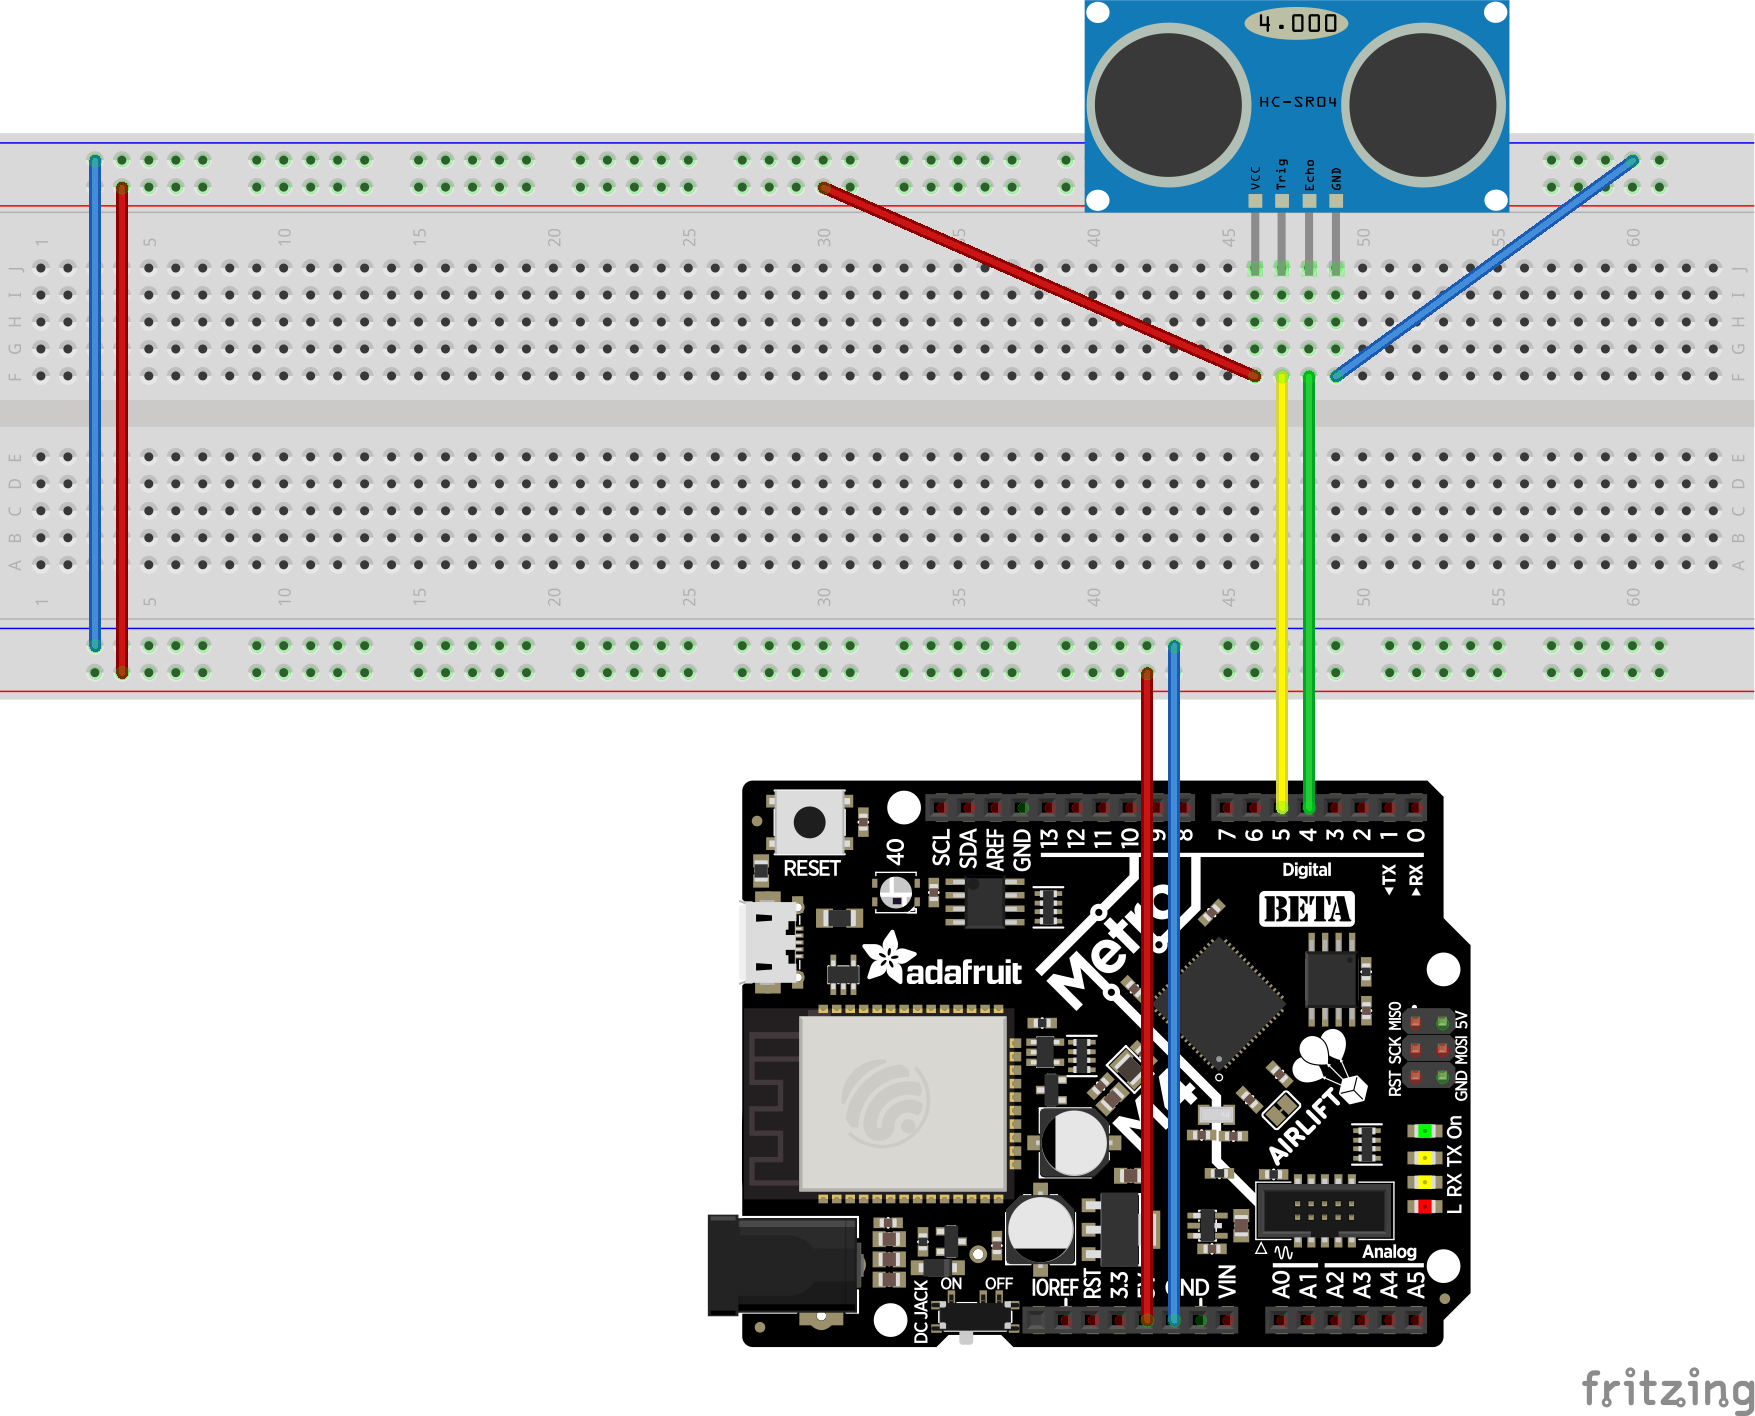 4.000
HC-SR04
VCC Trig Echo GND
1 5 10 15 20 25 30 35 40 45 50 55 60
J J
I I
H H
G G
F F
E E
D D
C C
B B
A A
1 5 10 15 20 25 30 35 40 45 50 55 60
RESET
40
SCL SDA AREF GND 13 12 11 10 9 8 7 6 5 4 3 2 1 0
Digital
TX RX
BETA
Metro
adafruit
M4
AIRLIFT
MISO 5V
SCK MOSI
RST GND
On
TX
RX
L
Analog
DC JACK
ON OFF
IOREF RST 3.3 GND VIN A0 A1 A2 A3 A4 A5
fritzing